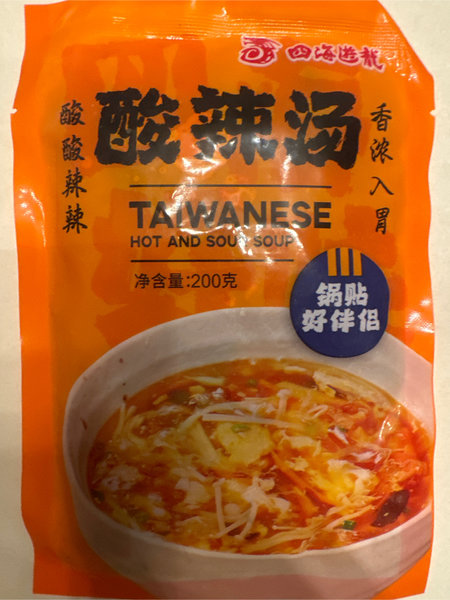 四海遊龍
酸辣汤
酸酸辣辣
香浓入胃
TAIWANESE
HOT AND SOUR SOUP
净含量:200克
锅贴
好伴侣